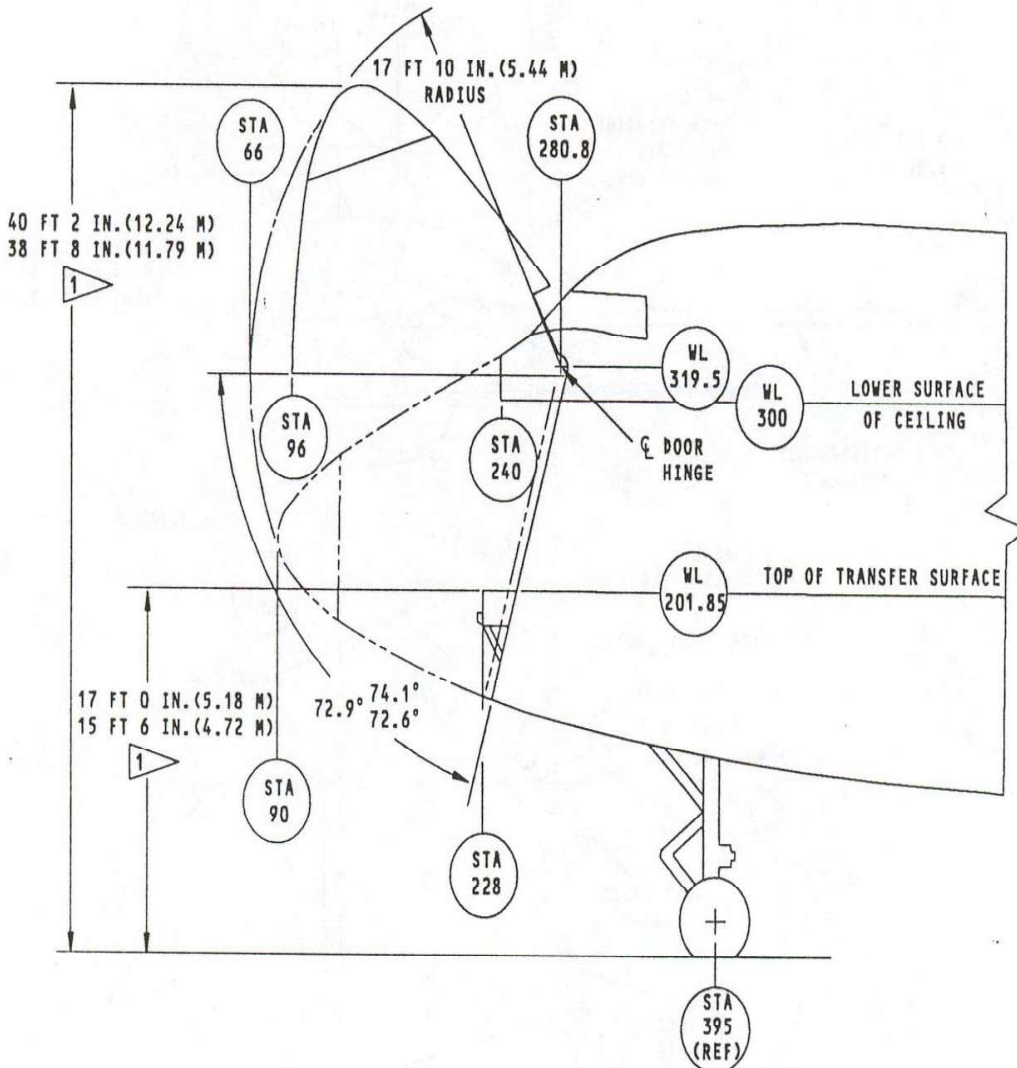 17 FT 10 IN.(5.44 M)
RADIUS
STA
66
STA
280.8
40 FT 2 IN.(12.24 M)
38 FT 8 IN.(11.79 M)
1
WL
319.5
WL
300
LOWER SURFACE
OF CEILING
STA
96
STA
240
℄ DOOR
HINGE
WL
201.85
TOP OF TRANSFER SURFACE
17 FT 0 IN.(5.18 M)
15 FT 6 IN.(4.72 M)
1
72.9° 74.1°
72.6°
STA
90
STA
228
STA
395
(REF)